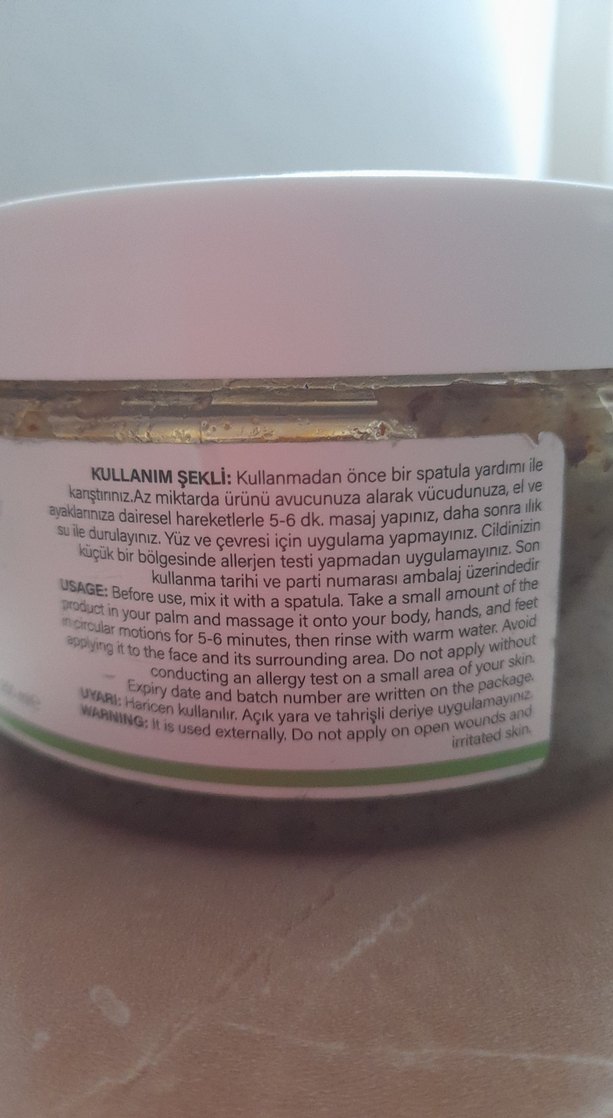 KULLANIM ŞEKLİ: Kullanmadan önce bir spatula yardımı ile
karıştırınız.Az miktarda ürünü avucunuza alarak vücudunuza, el ve
ayaklarınıza dairesel hareketlerle 5-6 dk. masaj yapınız, daha sonra ılık
su ile durulayınız. Yüz ve çevresi için uygulama yapmayınız. Cildinizin
küçük bir bölgesinde allerjen testi yapmadan uygulamayınız. Son
kullanma tarihi ve parti numarası ambalaj üzerindedir
USAGE: Before use, mix it with a spatula. Take a small amount of the
product in your palm and massage it onto your body, hands, and feet
in circular motions for 5-6 minutes, then rinse with warm water. Avoid
applying it to the face and its surrounding area. Do not apply without
conducting an allergy test on a small area of your skin.
Expiry date and batch number are written on the package.
UYARI: Haricen kullanılır. Açık yara ve tahrişli deriye uygulamayınız.
WARNING: It is used externally. Do not apply on open wounds and
irritated skin.